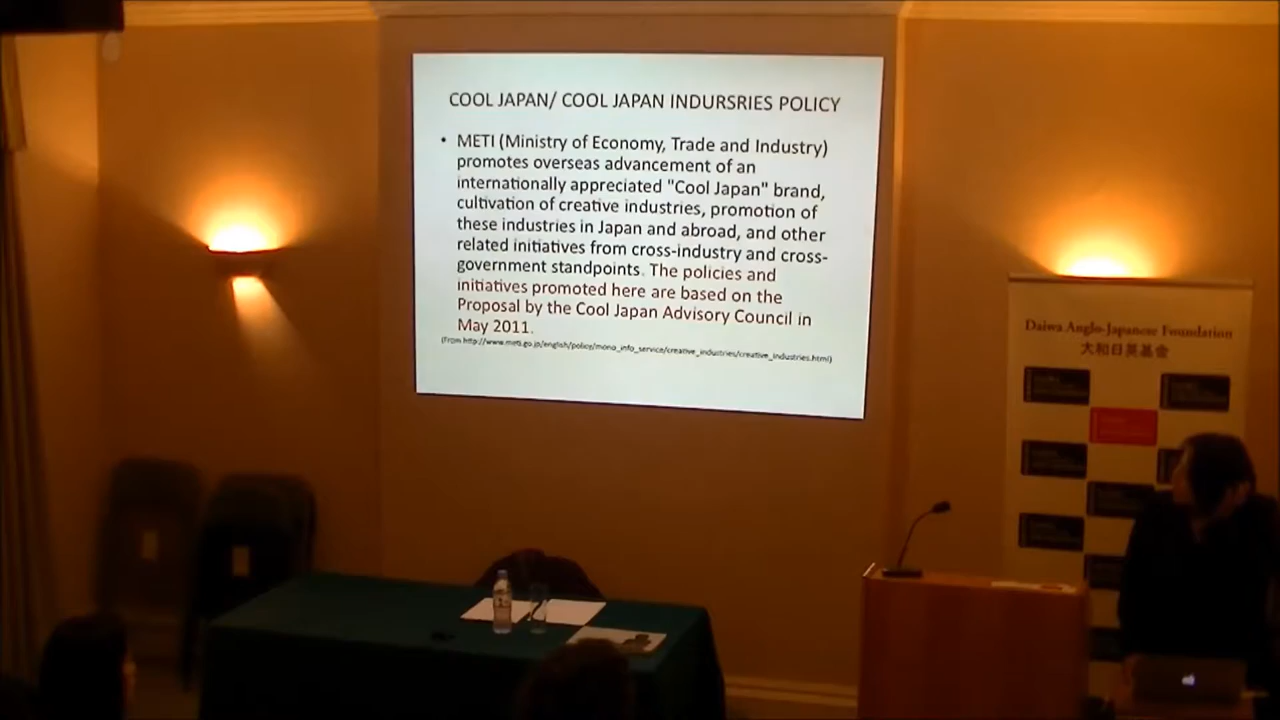 COOL JAPAN/ COOL JAPAN INDURSRIES POLICY
• METI (Ministry of Economy, Trade and Industry)
promotes overseas advancement of an
internationally appreciated "Cool Japan" brand,
cultivation of creative industries, promotion of
these industries in Japan and abroad, and other
related initiatives from cross-industry and cross-
government standpoints. The policies and
initiatives promoted here are based on the
Proposal by the Cool Japan Advisory Council in
May 2011.
(From http://www.meti.go.jp/english/policy/mono_info_service/creative_industries/creative_industries.html)
Daiwa Anglo-Japanese Foundation
大和日英基金